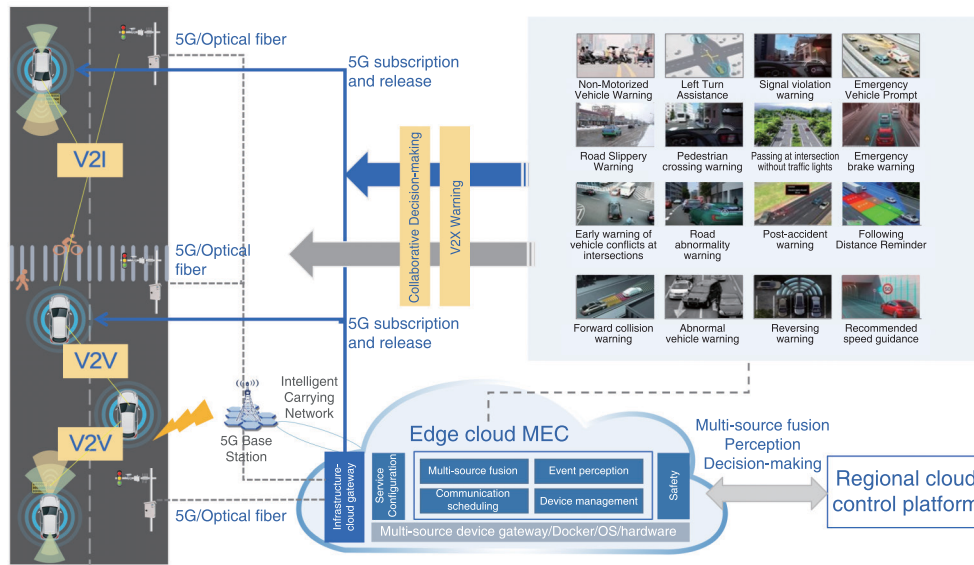 5G/Optical fiber
5G subscription
and release
V2I
5G/Optical
fiber
5G subscription
and release
V2V
V2V
5G/Optical fiber
Collaborative Decision-making
V2X Warning
Non-Motorized
Vehicle Warning
Left Turn
Assistance
Signal violation
warning
Emergency
Vehicle Prompt
Road Slippery
Warning
Pedestrian
crossing warning
Passing at intersection
without traffic lights
Emergency
brake warning
Early warning of
vehicle conflicts at
intersections
Road
abnormality
warning
Post-accident
warning
Following
Distance Reminder
Forward collision
warning
Abnormal
vehicle warning
Reversing
warning
Recommended
speed guidance
Intelligent
Carrying
Network
5G Base
Station
Edge cloud MEC
Infrastructure-
cloud gateway
Service
Configuration
Multi-source fusion
Event perception
Communication
scheduling
Device management
Safety
Multi-source device gateway/Docker/OS/hardware
Multi-source fusion
Perception
Decision-making
Regional cloud
control platform